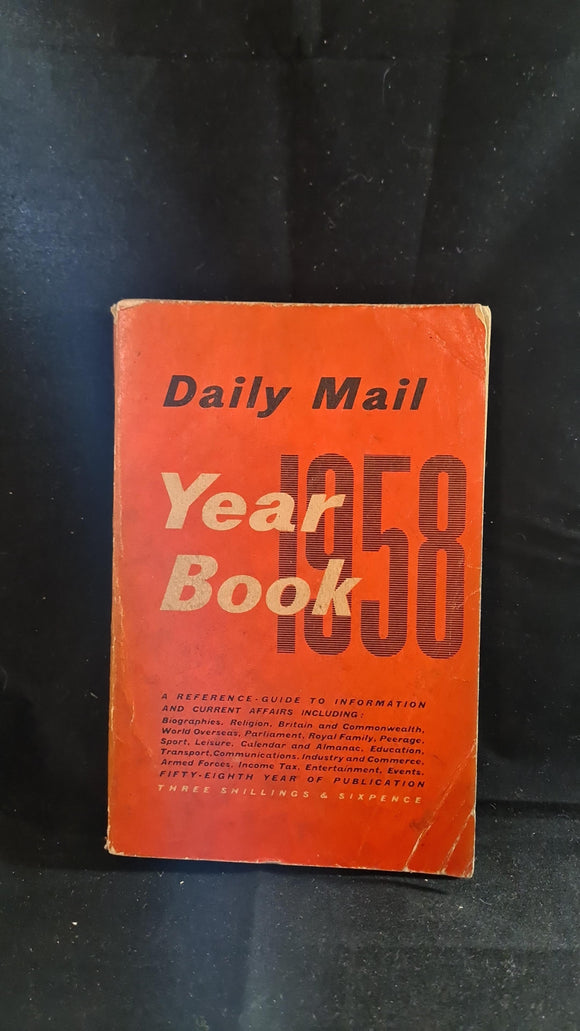 Daily Mail
Year
1958
Book
A REFERENCE-GUIDE TO INFORMATION
AND CURRENT AFFAIRS INCLUDING:
Biographies, Religion, Britain and Commonwealth,
World Overseas, Parliament, Royal Family, Peerage,
Sport, Leisure, Calendar and Almanac, Education,
Transport, Communications, Industry and Commerce,
Armed Forces, Income Tax, Entertainment, Events.
FIFTY-EIGHTH YEAR OF PUBLICATION
THREE SHILLINGS & SIXPENCE